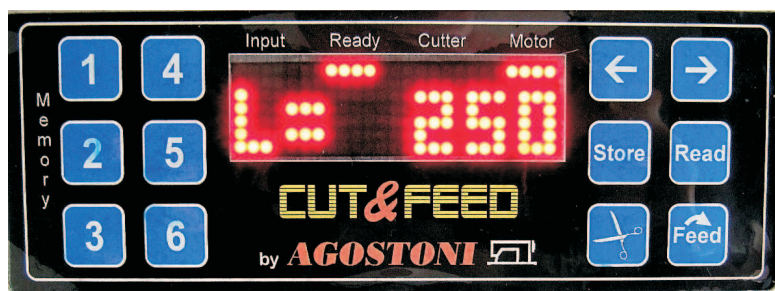 Input Ready Cutter Motor
Memory
1 4
2 5
3 6
L= 250
← →
Store Read
Feed
CUT&FEED
by AGOSTONI